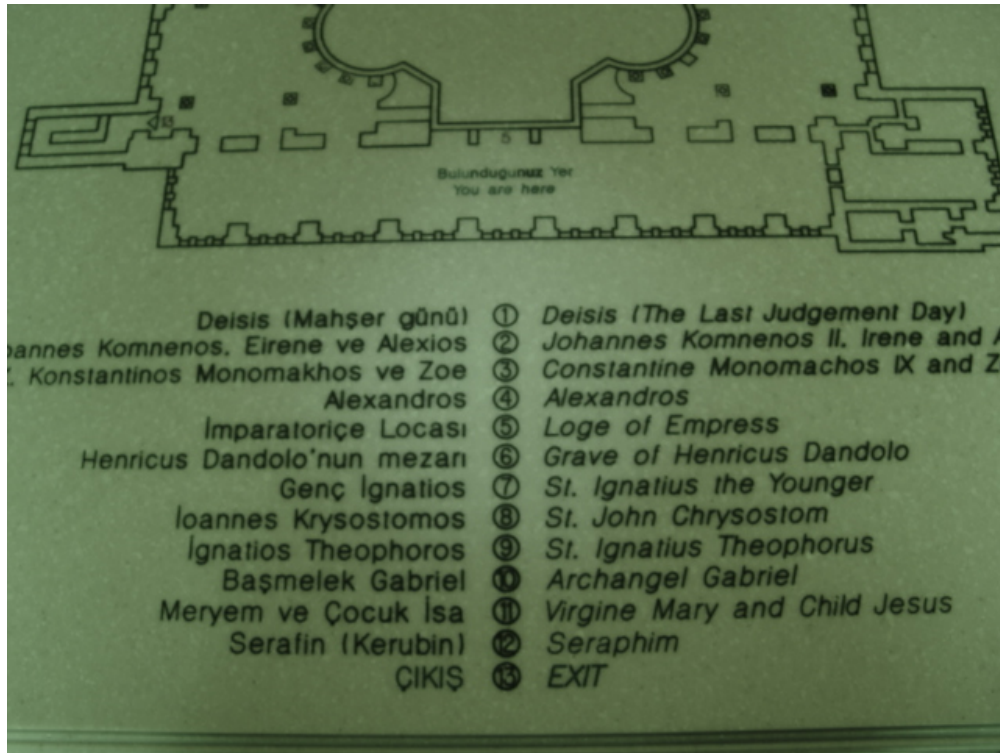 13
5
Bulundugunuz Yer
You are here
Deisis (Mahşer günü) 1 Deisis (The Last Judgement Day)
Komnenos, Eirene ve Alexios 2 Johannes Komnenos II. Irene and
Konstantinos Monomakhos ve Zoe 3 Constantine Monomachos IX and
Alexandros 4 Alexandros
İmparatoriçe Locası 5 Loge of Empress
Henricus Dandolo'nun mezarı 6 Grave of Henricus Dandolo
Genç İgnatios 7 St. Ignatius the Younger
İoannes Krysostomos 8 St. John Chrysostom
İgnatios Theophoros 9 St. Ignatius Theophorus
Başmelek Gabriel 10 Archangel Gabriel
Meryem ve Çocuk İsa 11 Virgine Mary and Child Jesus
Serafin (Kerubin) 12 Seraphim
ÇIKIŞ 13 EXIT